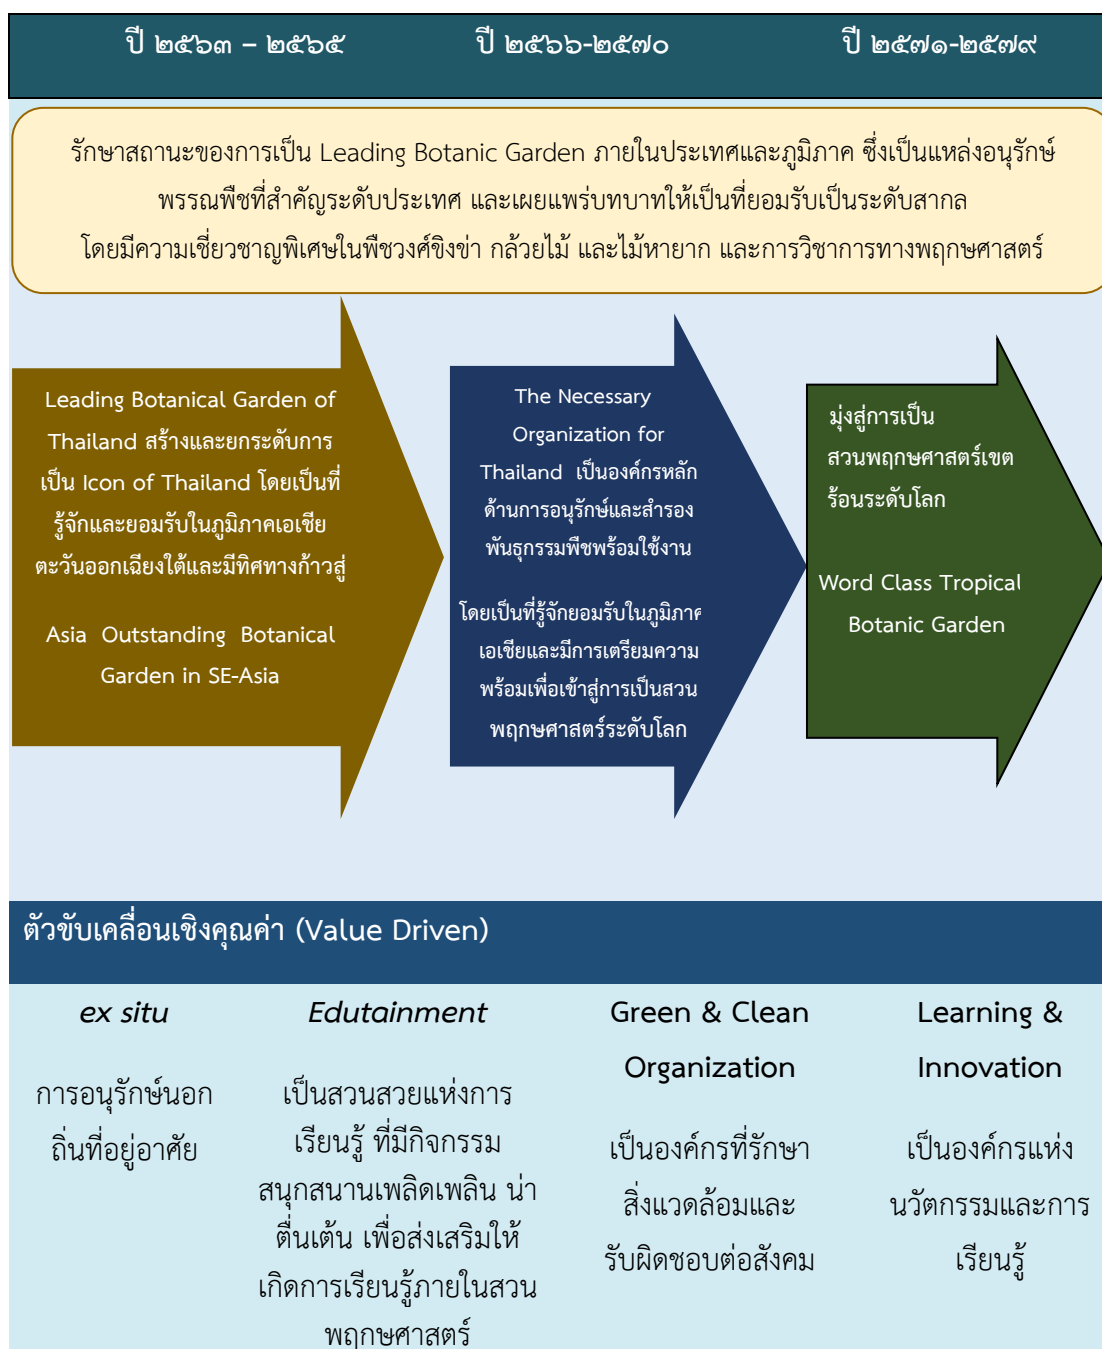 ปี ๒๕๖๓ – ๒๕๖๕
ปี ๒๕๖๖-๒๕๗๐
ปี ๒๕๗๑-๒๕๗๙
รักษาสถานะของการเป็น Leading Botanic Garden ภายในประเทศและภูมิภาค ซึ่งเป็นแหล่งอนุรักษ์
พรรณพืชที่สำคัญระดับประเทศ และเผยแพร่บทบาทให้เป็นที่ยอมรับเป็นระดับสากล
โดยมีความเชี่ยวชาญพิเศษในพืชวงศ์ขิงข่า กล้วยไม้ และไม้หายาก และการวิชาการทางพฤกษศาสตร์
Leading Botanical Garden of
Thailand สร้างและยกระดับการ
เป็น Icon of Thailand โดยเป็นที่
รู้จักและยอมรับในภูมิภาคเอเชีย
ตะวันออกเฉียงใต้และมีทิศทางก้าวสู่
Asia Outstanding Botanical
Garden in SE-Asia
The Necessary
Organization for
Thailand เป็นองค์กรหลัก
ด้านการอนุรักษ์และสำรอง
พันธุกรรมพืชพร้อมใช้งาน
โดยเป็นที่รู้จักยอมรับในภูมิภาค
เอเชียและมีการเตรียมความ
พร้อมเพื่อเข้าสู่การเป็นสวน
พฤกษศาสตร์ระดับโลก
มุ่งสู่การเป็น
สวนพฤกษศาสตร์เขต
ร้อนระดับโลก
Word Class Tropical
Botanic Garden
ตัวขับเคลื่อนเชิงคุณค่า (Value Driven)
ex situ
การอนุรักษ์นอก
ถิ่นที่อยู่อาศัย
Edutainment
เป็นสวนสวยแห่งการ
เรียนรู้ ที่มีกิจกรรม
สนุกสนานเพลิดเพลิน น่า
ตื่นเต้น เพื่อส่งเสริมให้
เกิดการเรียนรู้ภายในสวน
พฤกษศาสตร์
Green & Clean
Organization
เป็นองค์กรที่รักษา
สิ่งแวดล้อมและ
รับผิดชอบต่อสังคม
Learning &
Innovation
เป็นองค์กรแห่ง
นวัตกรรมและการ
เรียนรู้